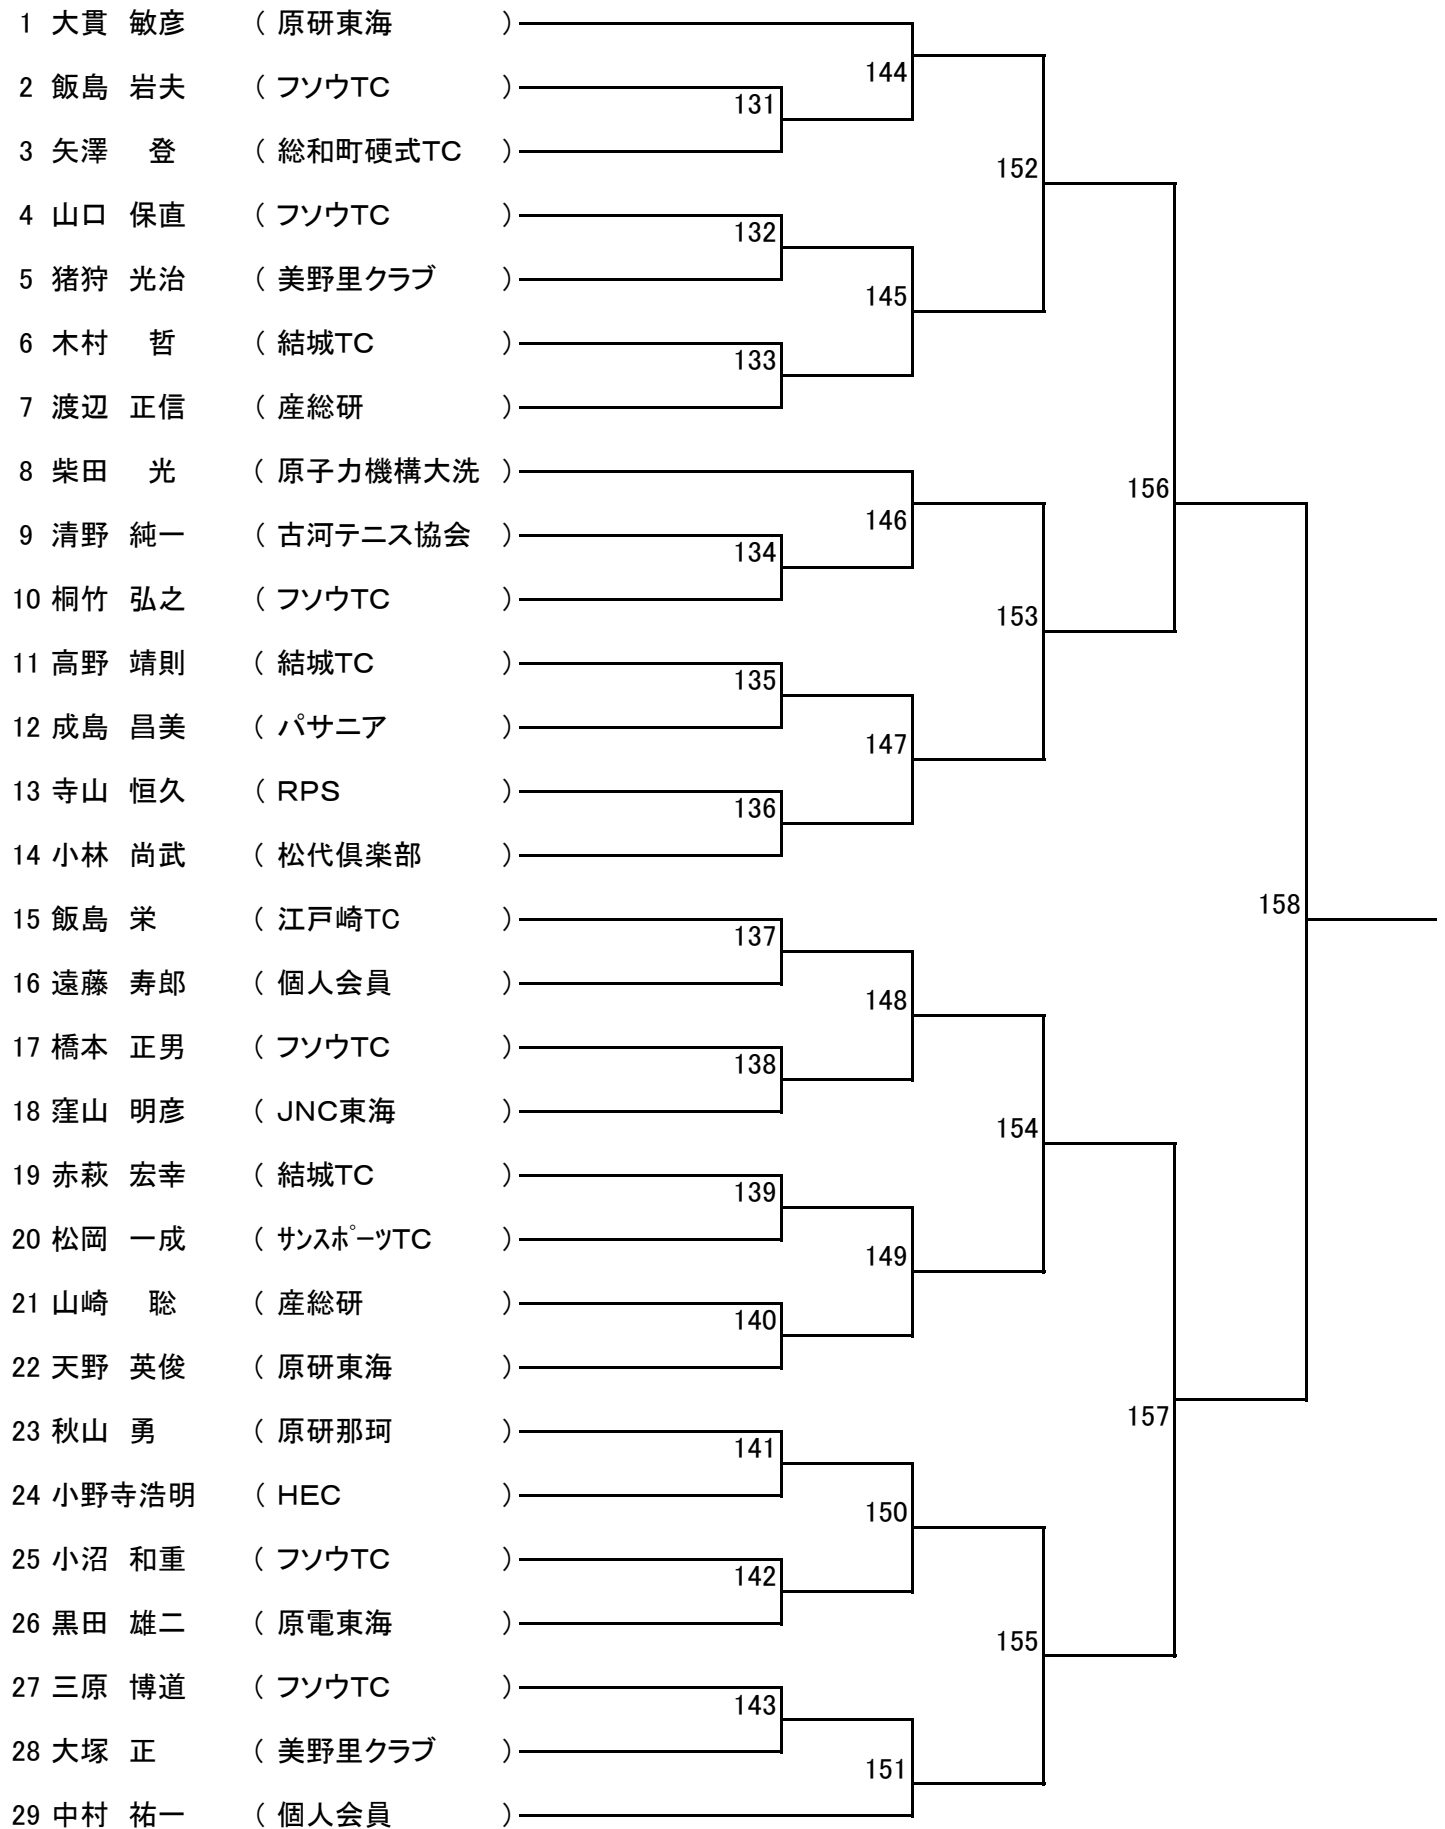 1 大貫 敏彦 ( 原研東海 )
144
2 飯島 岩夫 ( フソウTC )
131
3 矢澤 登 ( 総和町硬式TC )
152
4 山口 保直 ( フソウTC )
132
5 猪狩 光治 ( 美野里クラブ )
145
6 木村 哲 ( 結城TC )
133
7 渡辺 正信 ( 産総研 )
8 柴田 光 ( 原子力機構大洗 )
156
146
9 清野 純一 ( 古河テニス協会 )
134
10 桐竹 弘之 ( フソウTC )
153
11 高野 靖則 ( 結城TC )
135
12 成島 昌美 ( パサニア )
147
13 寺山 恒久 ( RPS )
136
14 小林 尚武 ( 松代倶楽部 )
158
15 飯島 栄 ( 江戸崎TC )
137
16 遠藤 寿郎 ( 個人会員 )
148
17 橋本 正男 ( フソウTC )
138
18 窪山 明彦 ( JNC東海 )
154
19 赤萩 宏幸 ( 結城TC )
139
20 松岡 一成 ( ｻﾝｽﾎﾟｰﾂTC )
149
21 山崎 聡 ( 産総研 )
140
22 天野 英俊 ( 原研東海 )
157
23 秋山 勇 ( 原研那珂 )
141
24 小野寺浩明 ( HEC )
150
25 小沼 和重 ( フソウTC )
142
26 黒田 雄二 ( 原電東海 )
155
27 三原 博道 ( フソウTC )
143
28 大塚 正 ( 美野里クラブ )
151
29 中村 祐一 ( 個人会員 )